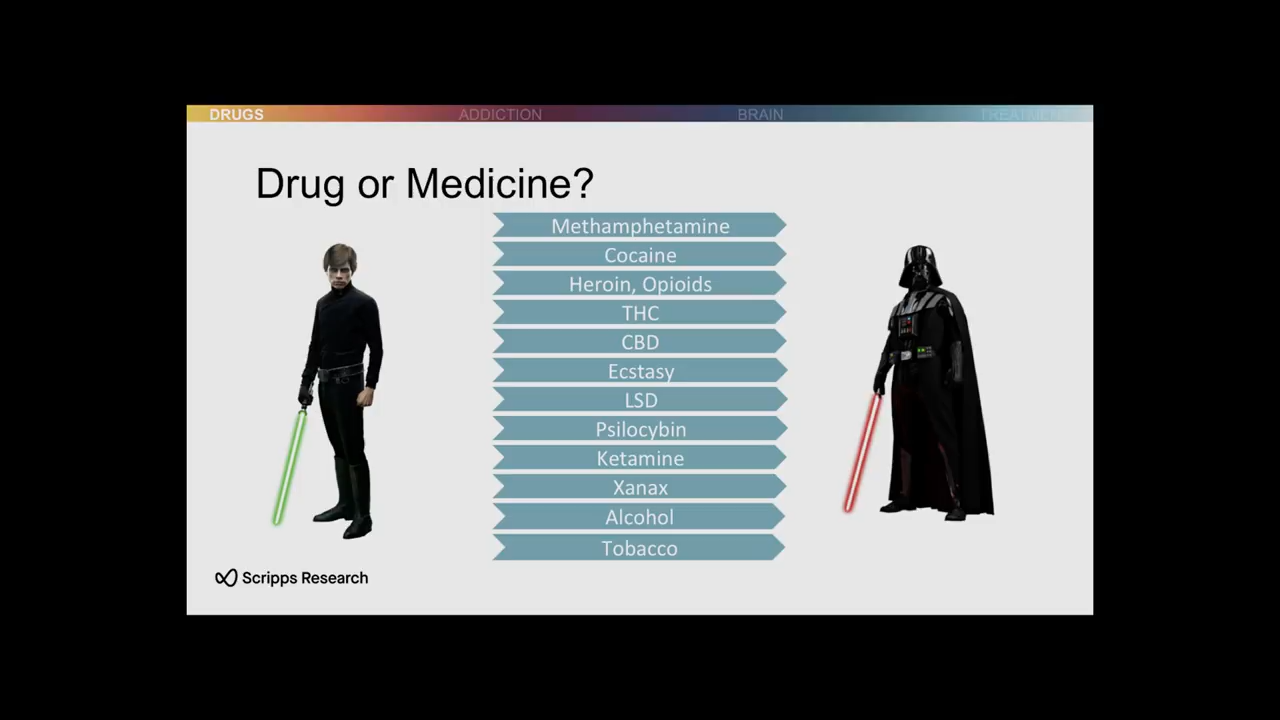 DRUGS ADDICTION BRAIN TREATMENT
Drug or Medicine?
Methamphetamine
Cocaine
Heroin, Opioids
THC
CBD
Ecstasy
LSD
Psilocybin
Ketamine
Xanax
Alcohol
Tobacco
Scripps Research